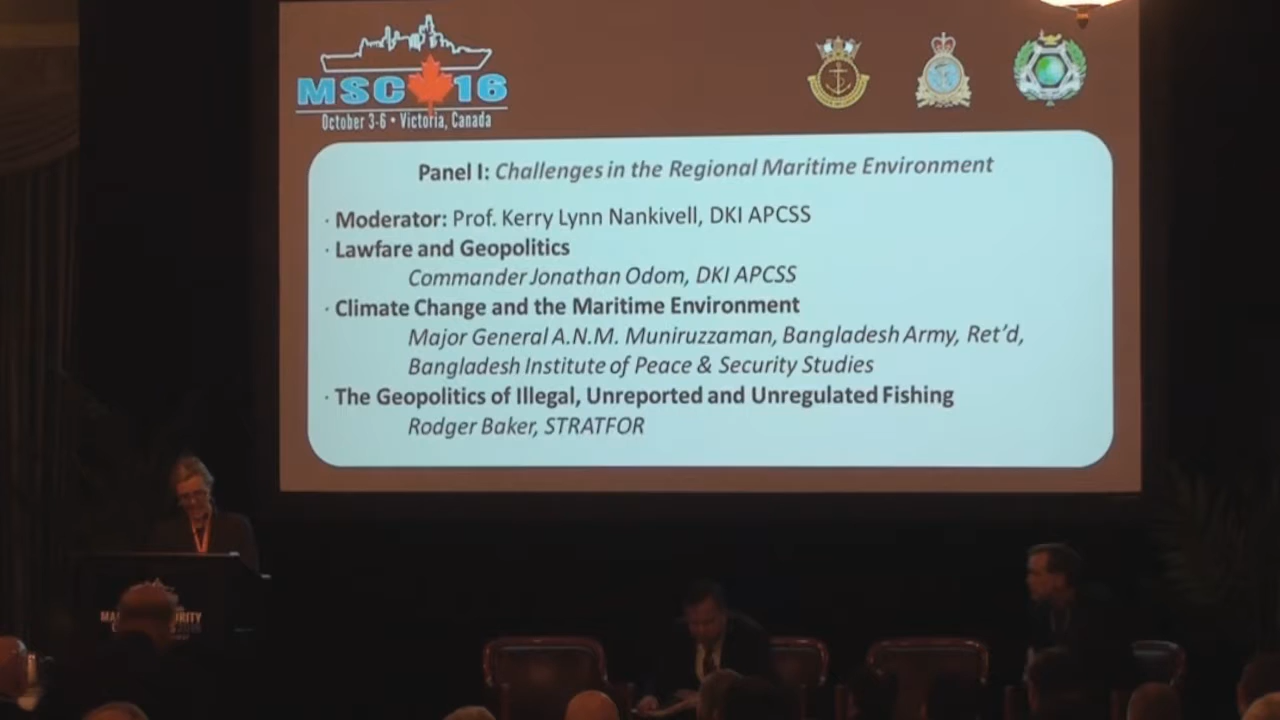 MSC 16
October 3-6 • Victoria, Canada
Panel I: Challenges in the Regional Maritime Environment
· Moderator: Prof. Kerry Lynn Nankivell, DKI APCSS
· Lawfare and Geopolitics
Commander Jonathan Odom, DKI APCSS
· Climate Change and the Maritime Environment
Major General A.N.M. Muniruzzaman, Bangladesh Army, Ret’d,
Bangladesh Institute of Peace & Security Studies
· The Geopolitics of Illegal, Unreported and Unregulated Fishing
Rodger Baker, STRATFOR